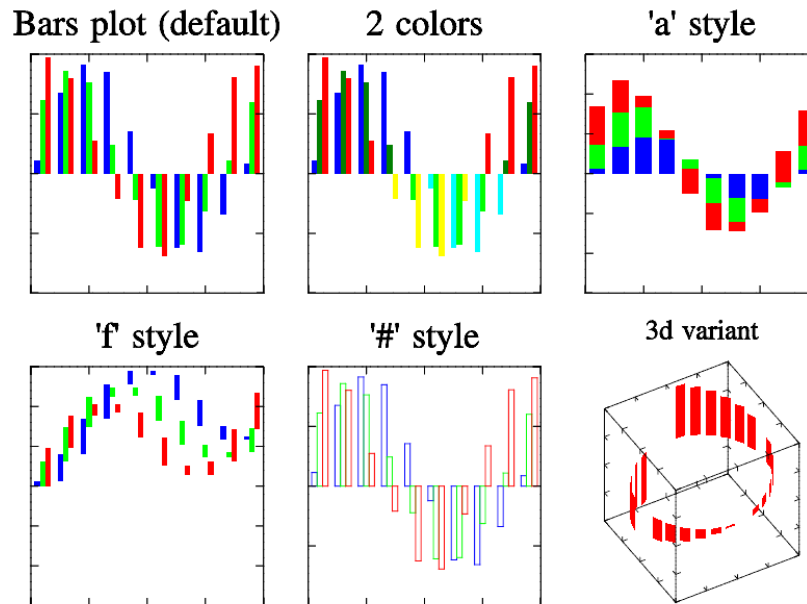 Bars plot (default)
2 colors
'a' style
'f' style
'#' style
3d variant